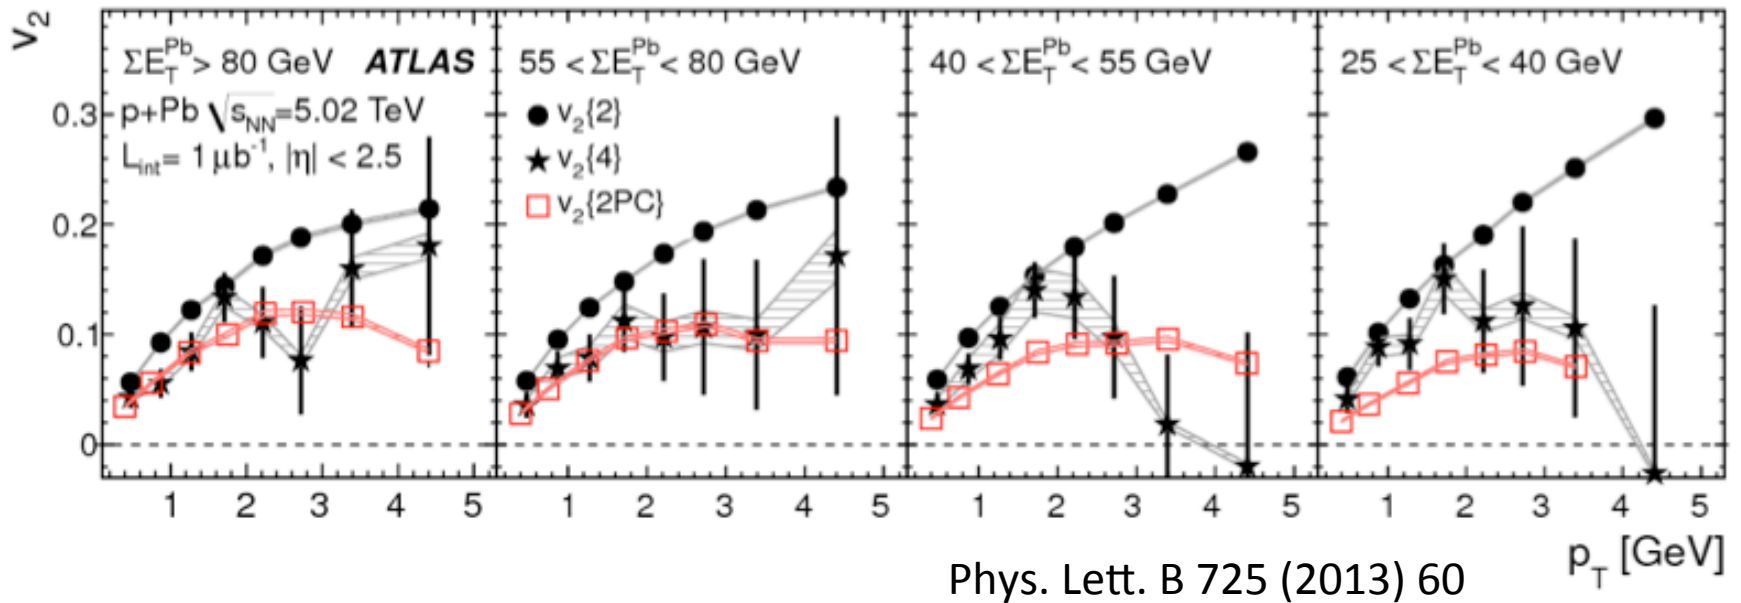 v₂
ΣE_T^Pb > 80 GeV ATLAS
p+Pb √s_NN=5.02 TeV
L_int= 1 μb⁻¹, |η| < 2.5
55 < ΣE_T^Pb < 80 GeV
v₂{2}
v₂{4}
v₂{2PC}
40 < ΣE_T^Pb < 55 GeV
25 < ΣE_T^Pb < 40 GeV
0.3
0.2
0.1
0
1 2 3 4 5 1 2 3 4 5 1 2 3 4 5 1 2 3 4 5
p_T [GeV]
Phys. Lett. B 725 (2013) 60